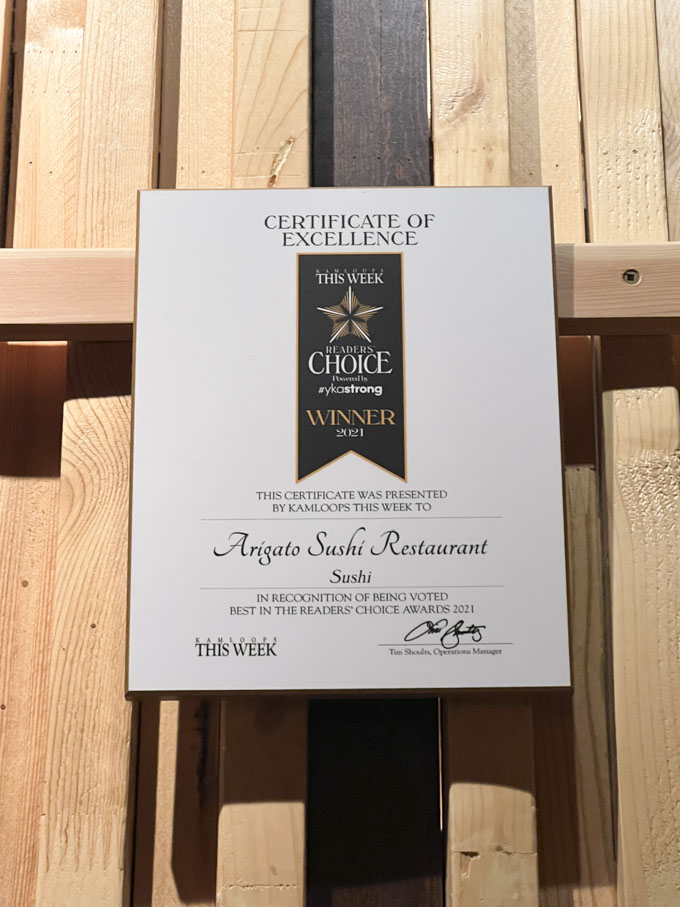 CERTIFICATE OF
EXCELLENCE
KAMLOOPS
THIS WEEK
READERS'
CHOICE
Powered by
#ykastrong
WINNER
2021
THIS CERTIFICATE WAS PRESENTED
BY KAMLOOPS THIS WEEK TO
Arigato Sushi Restaurant
Sushi
IN RECOGNITION OF BEING VOTED
BEST IN THE READERS' CHOICE AWARDS 2021
KAMLOOPS
THIS WEEK
Tim Shoults, Operations Manager